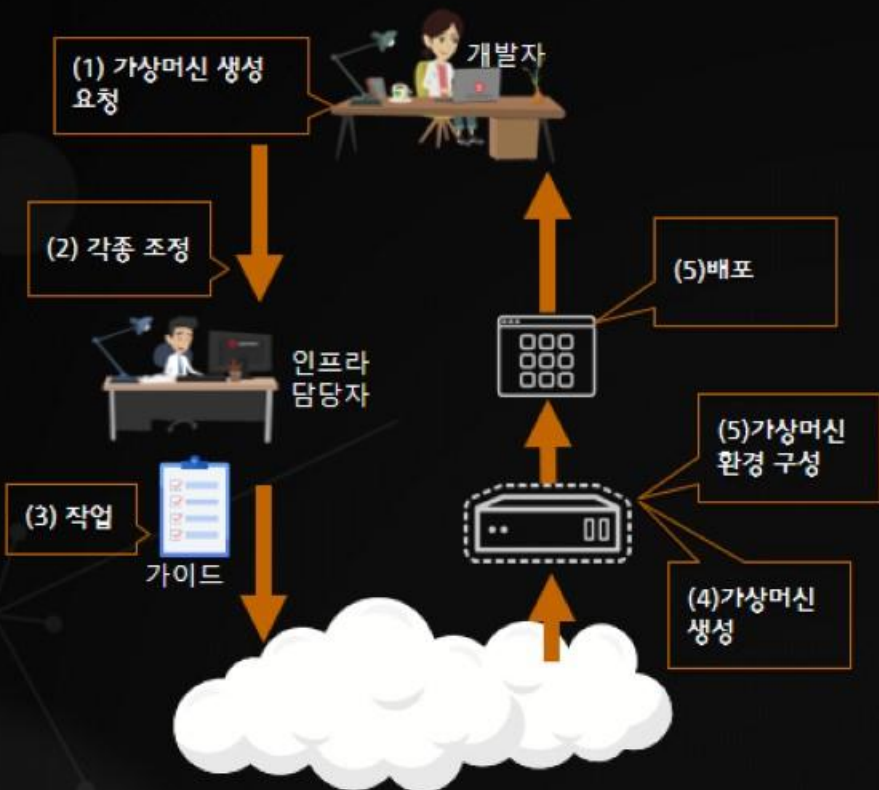 (1) 가상머신 생성
요청
개발자
(2) 각종 조정
(5)배포
인프라
담당자
(5)가상머신
환경 구성
(3) 작업
가이드
(4)가상머신
생성